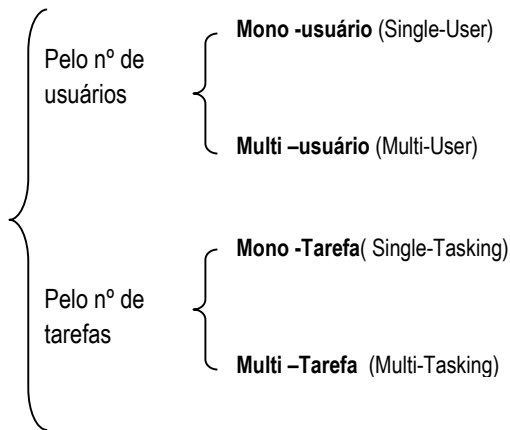 Mono -usuário (Single-User)
Pelo nº de
usuários
Multi –usuário (Multi-User)
Mono -Tarefa( Single-Tasking)
Pelo nº de
tarefas
Multi –Tarefa (Multi-Tasking)